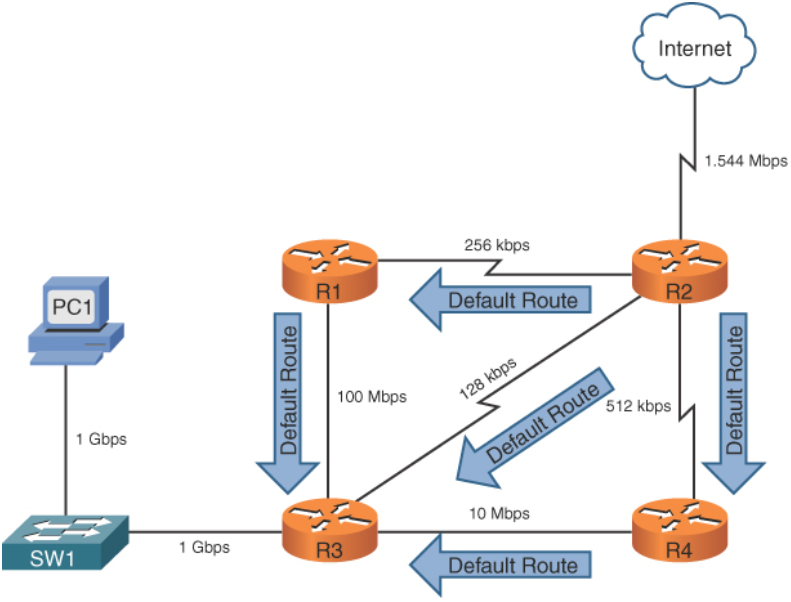 Internet
1.544 Mbps
256 kbps
R1
R2
Default Route
PC1
Default Route
100 Mbps
128 kbps
Default Route
512 kbps
Default Route
1 Gbps
10 Mbps
SW1
1 Gbps
R3
R4
Default Route